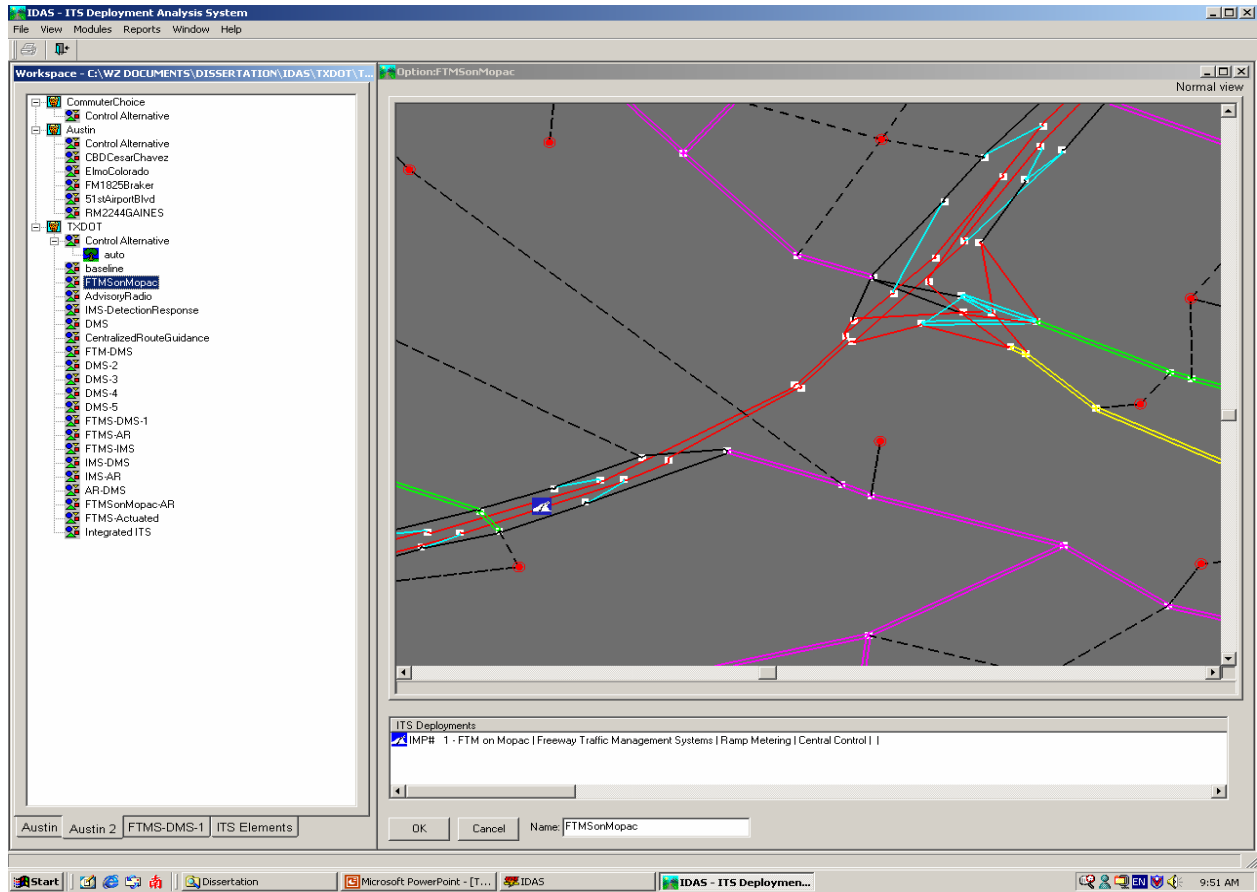 IDAS - ITS Deployment Analysis System
File View Modules Reports Window Help
Workspace - C:\WZ DOCUMENTS\DISSERTATION\IDAS\TXDOT\T...
CommuterChoice
Control Alternative
Austin
Control Alternative
CBDCesarChavez
ElmoColorado
FM1825Braker
51stAirportBlvd
RM2244GAINES
TXDOT
Control Alternative
auto
baseline
FTMSonMopac
AdvisoryRadio
IMS-DetectionResponse
DMS
CentralizedRouteGuidance
FTM-DMS
DMS-2
DMS-3
DMS-4
DMS-5
FTMS-DMS-1
FTMS-AR
FTMS-IMS
IMS-DMS
IMS-AR
AR-DMS
FTMSonMopac-AR
FTMS-Actuated
Integrated ITS
Austin Austin 2 FTMS-DMS-1 ITS Elements
Option:FTMSonMopac
Normal view
ITS Deployments
IMP# 1 - FTM on Mopac | Freeway Traffic Management Systems | Ramp Metering | Central Control | |
OK Cancel Name: FTMSonMopac
Start 南 Dissertation Microsoft PowerPoint - [T... IDAS IDAS - ITS Deploymen... EN 9:51 AM